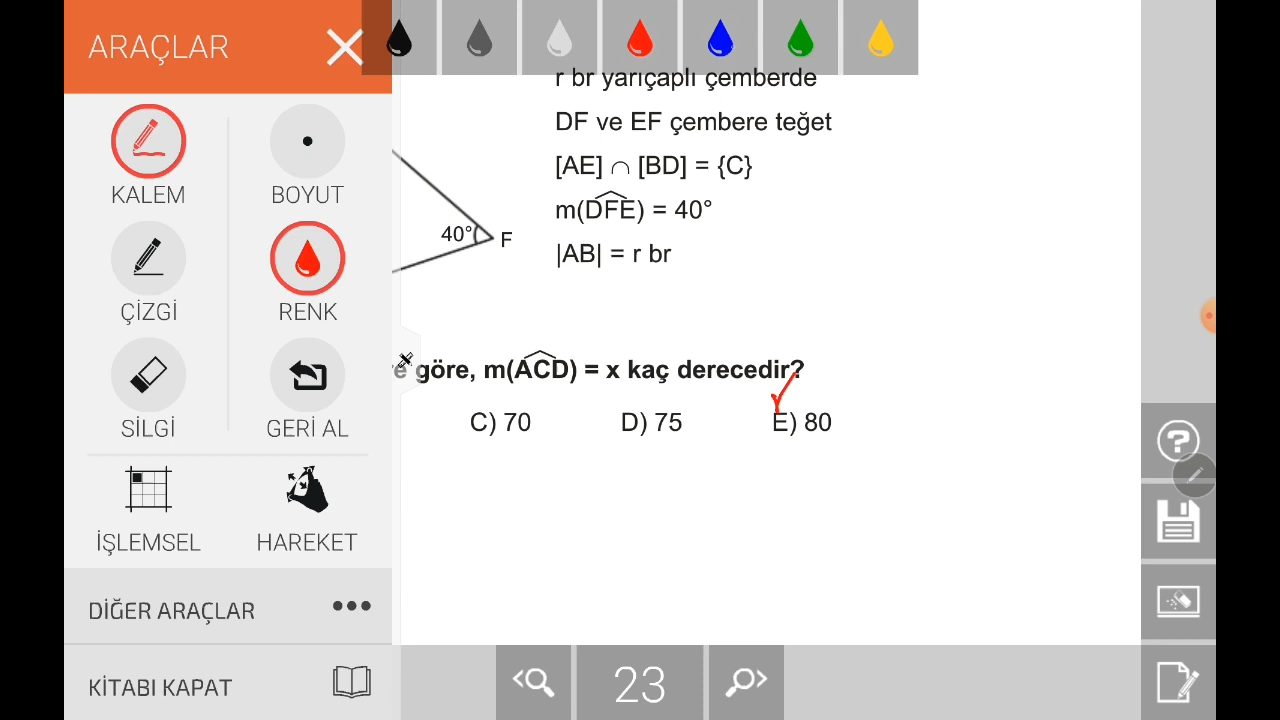 ARAÇLAR
KALEM
BOYUT
ÇİZGİ
RENK
SİLGİ
GERİ AL
İŞLEMSEL
HAREKET
DİĞER ARAÇLAR
KİTABI KAPAT
r br yarıçaplı çemberde
DF ve EF çembere teğet
[AE] ∩ [BD] = {C}
m(DFE) = 40°
|AB| = r br
40°
F
göre, m(ACD) = x kaç derecedir?
C) 70 D) 75 E) 80
23